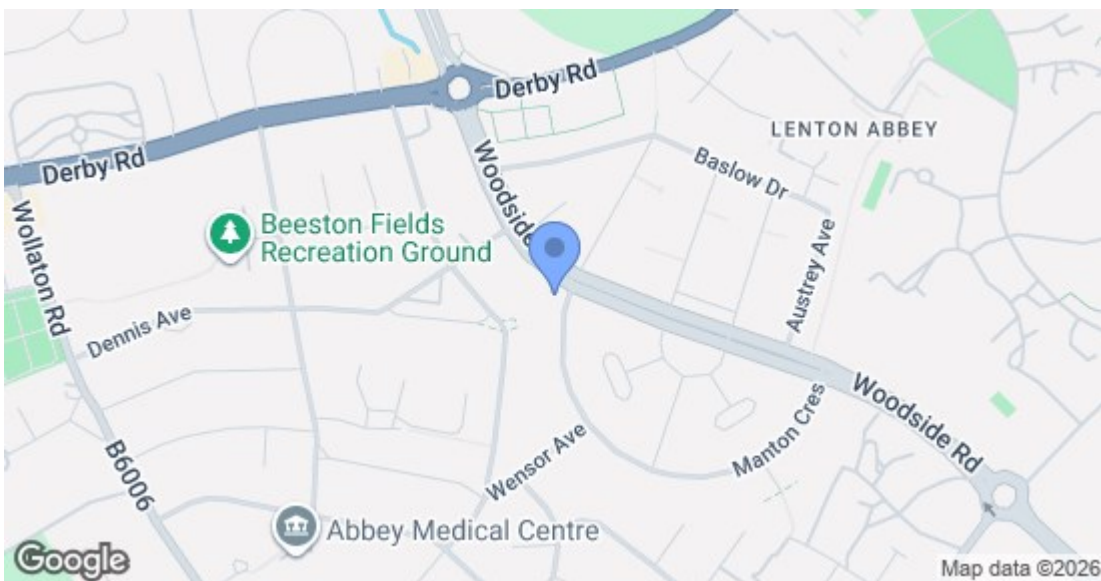 Derby Rd
LENTON ABBEY
Derby Rd
Woodside
Baslow Dr
Wollaton Rd
Beeston Fields
Recreation Ground
Austrey Ave
Dennis Ave
Woodside Rd
Manton Cres
Wensor Ave
B6006
Abbey Medical Centre
Google
Map data ©2026